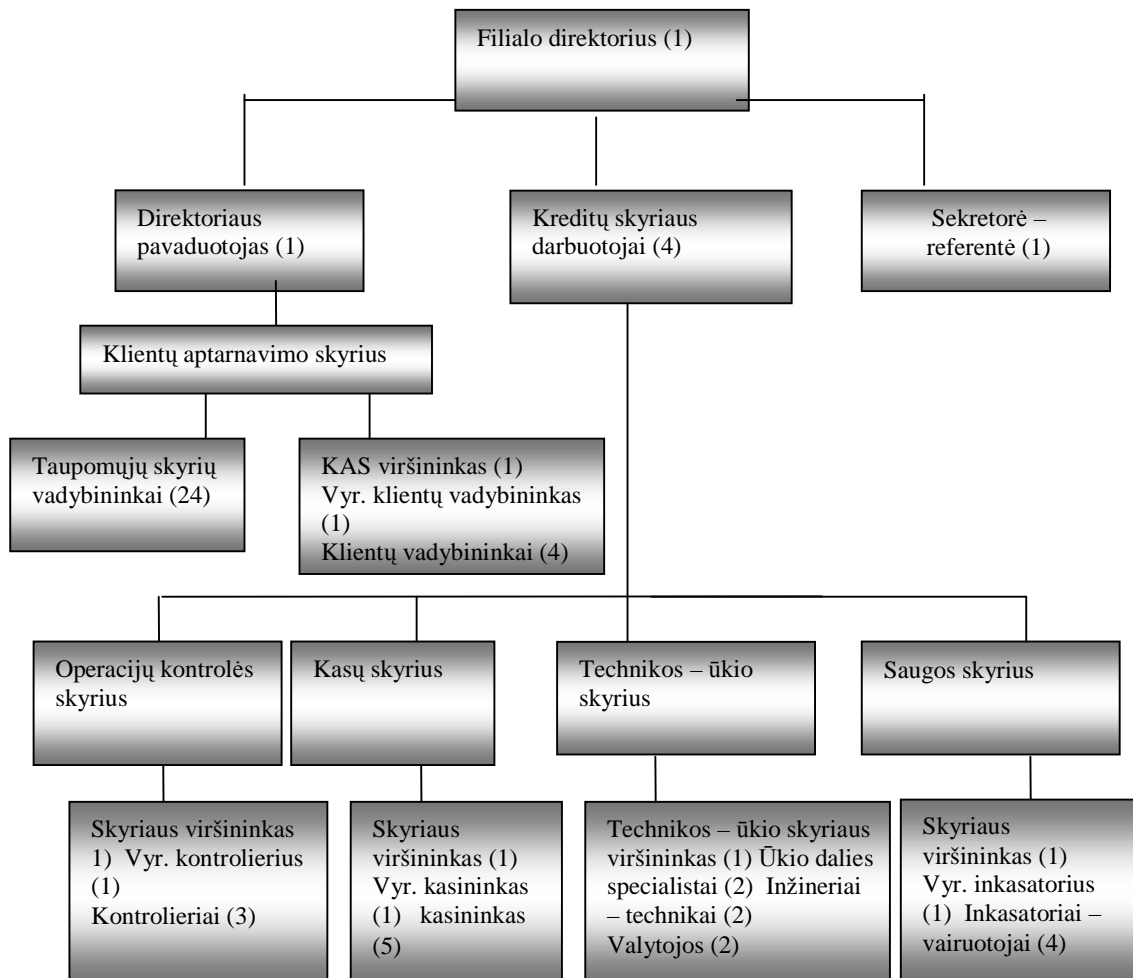 Filialo direktorius (1)
Direktoriaus
pavaduotojas (1)
Kreditų skyriaus
darbuotojai (4)
Sekretorė –
referentė (1)
Klientų aptarnavimo skyrius
Taupomųjų skyrių
vadybininkai (24)
KAS viršininkas (1)
Vyr. klientų vadybininkas
(1)
Klientų vadybininkai (4)
Operacijų kontrolės
skyrius
Kasų skyrius
Technikos – ūkio
skyrius
Saugos skyrius
Skyriaus viršininkas
1) Vyr. kontrolierius
(1)
Kontrolieriai (3)
Skyriaus
viršininkas (1)
Vyr. kasininkas
(1) kasininkas
(5)
Technikos – ūkio skyriaus
viršininkas (1) Ūkio dalies
specialistai (2) Inžineriai
– technikai (2)
Valytojos (2)
Skyriaus
viršininkas (1)
Vyr. inkasatorius
(1) Inkasatoriai –
vairuotojai (4)